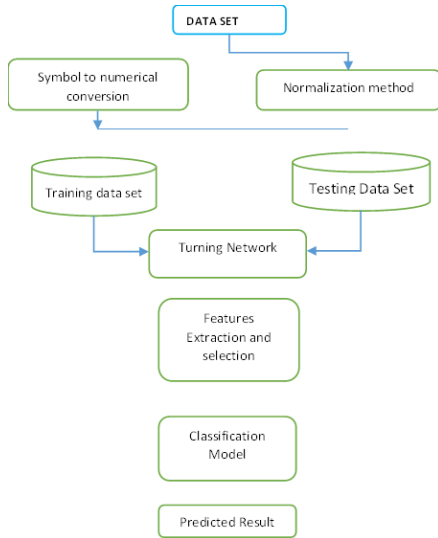 DATA SET
Symbol to numerical
conversion
Normalization method
Training data set
Testing Data Set
Turning Network
Features
Extraction and
selection
Classification
Model
Predicted Result